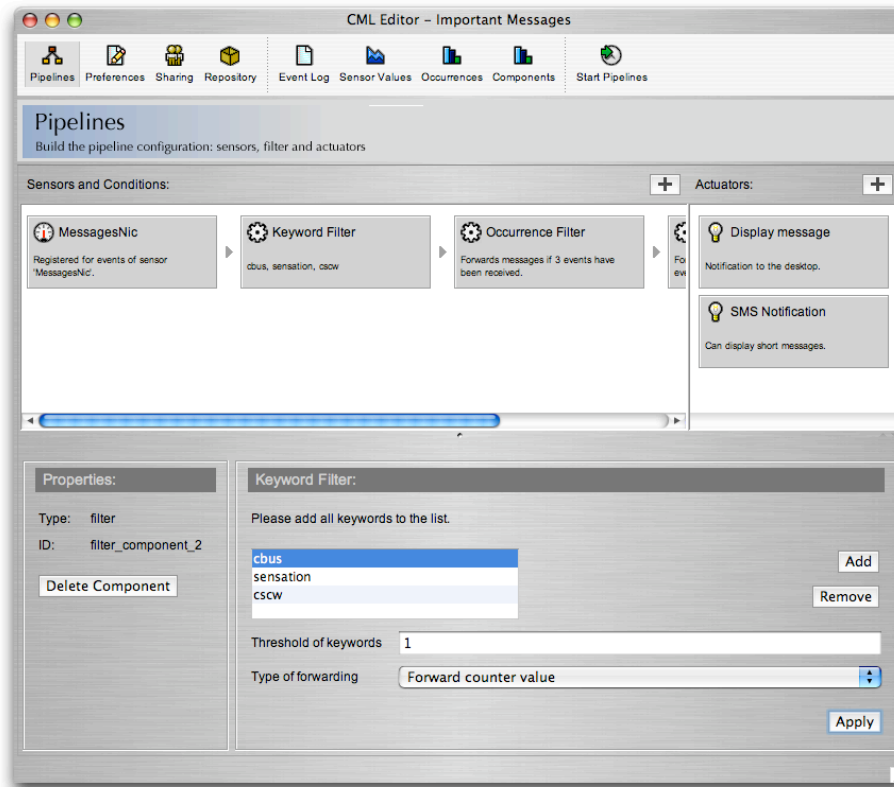 CML Editor – Important Messages
Pipelines Preferences Sharing Repository Event Log Sensor Values Occurrences Components Start Pipelines
Pipelines
Build the pipeline configuration: sensors, filter and actuators
Sensors and Conditions:
Actuators:
MessagesNic
Registered for events of sensor
'MessagesNic'.
Keyword Filter
cbus, sensation, cscw
Occurrence Filter
Forwards messages if 3 events have
been received.
Display message
Notification to the desktop.
SMS Notification
Can display short messages.
Properties:
Type: filter
ID: filter_component_2
Delete Component
Keyword Filter:
Please add all keywords to the list.
cbus
sensation
cscw
Add
Remove
Threshold of keywords 1
Type of forwarding Forward counter value
Apply